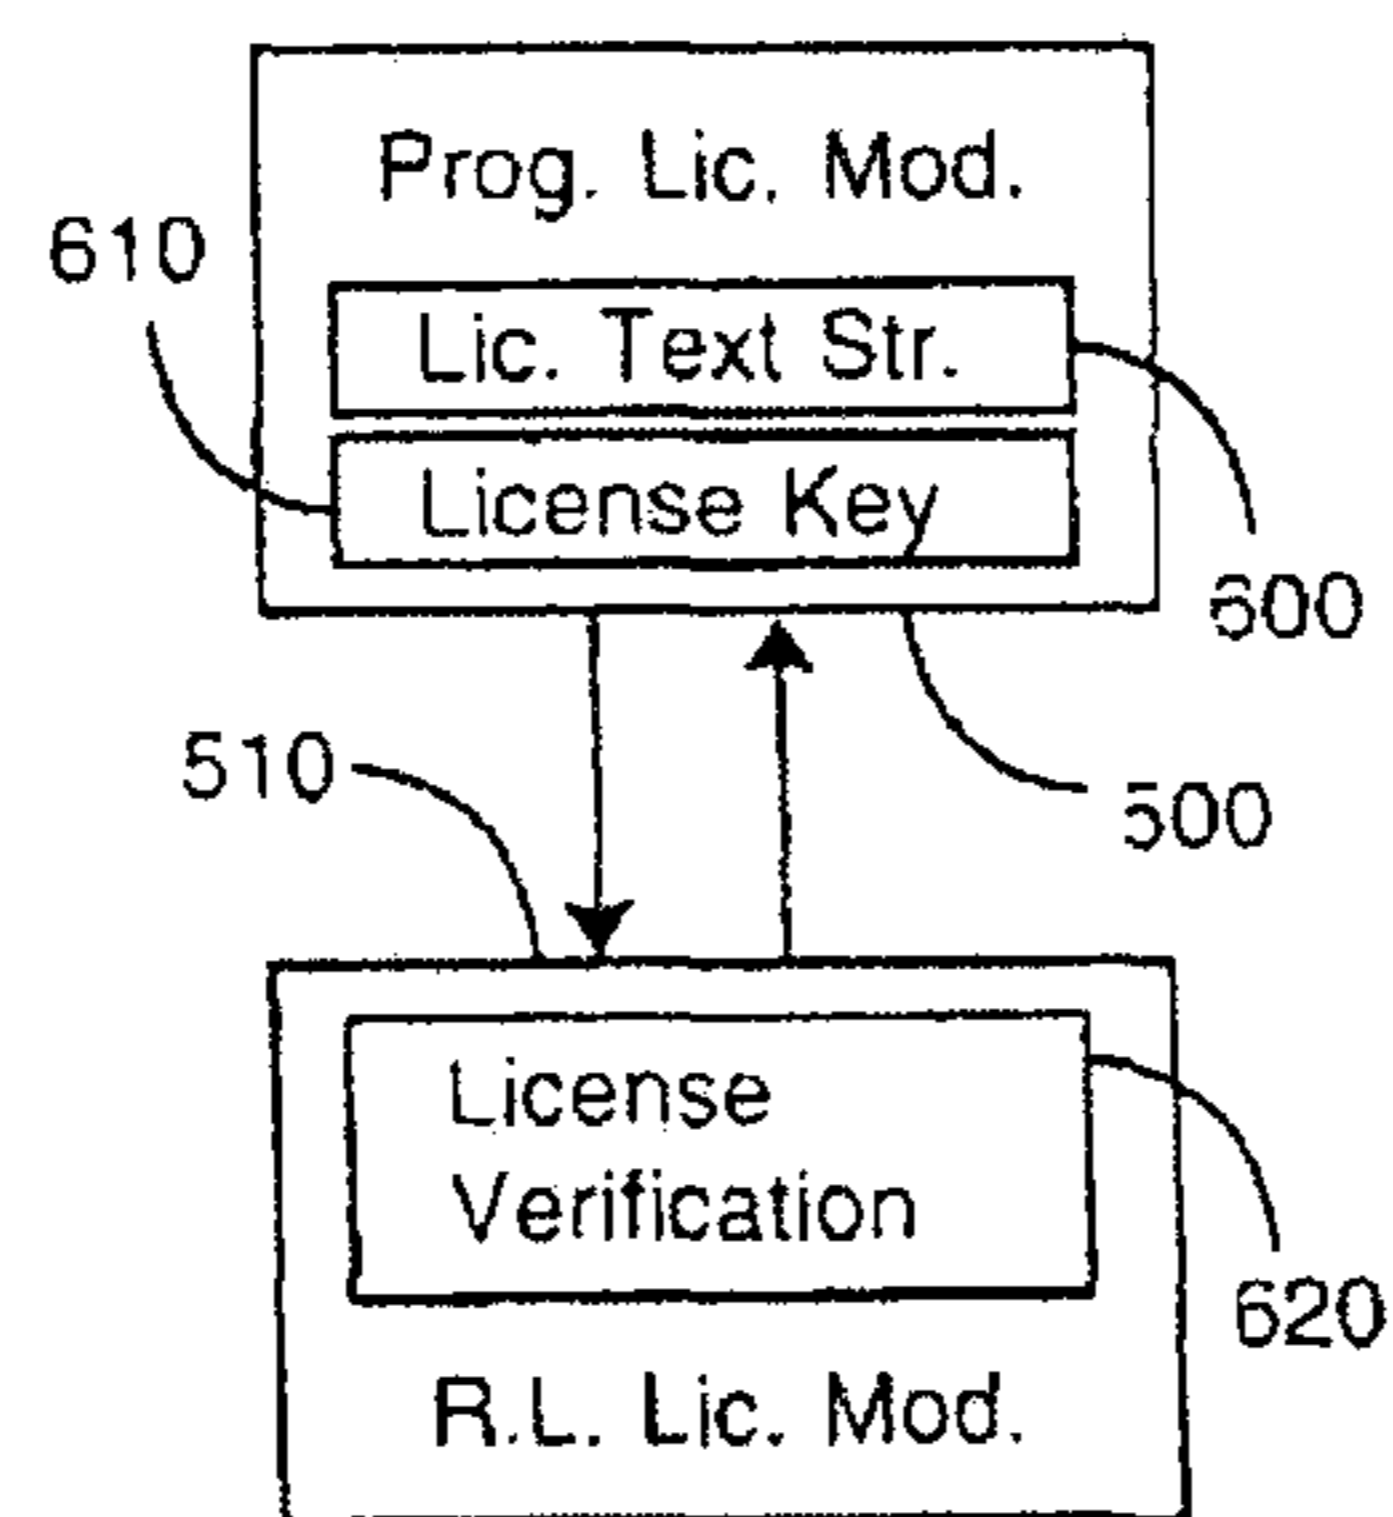 Prog. Lic. Mod.
610
Lic. Text Str.
License Key
600
510
500
License
Verification
620
R.L. Lic. Mod.